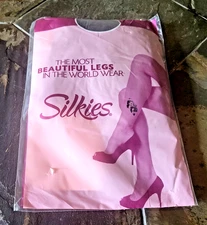 THE MOST
BEAUTIFUL LEGS
IN THE WORLD WEAR
Silkies.